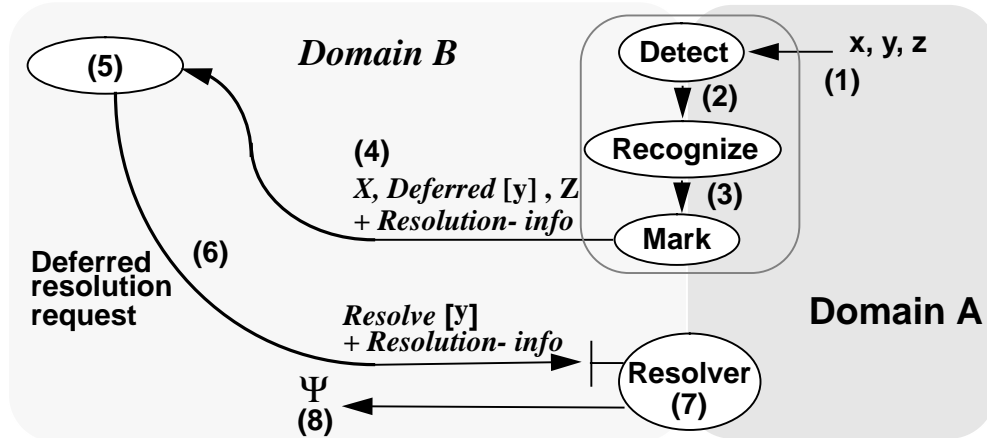 Domain B
Detect
x, y, z
(1)
(5)
(2)
Recognize
(4)
X, Deferred [y] , Z
+ Resolution- info
(3)
Mark
(6)
Deferred
resolution
request
Domain A
Resolve [y]
+ Resolution- info
Resolver
(7)
Ψ
(8)